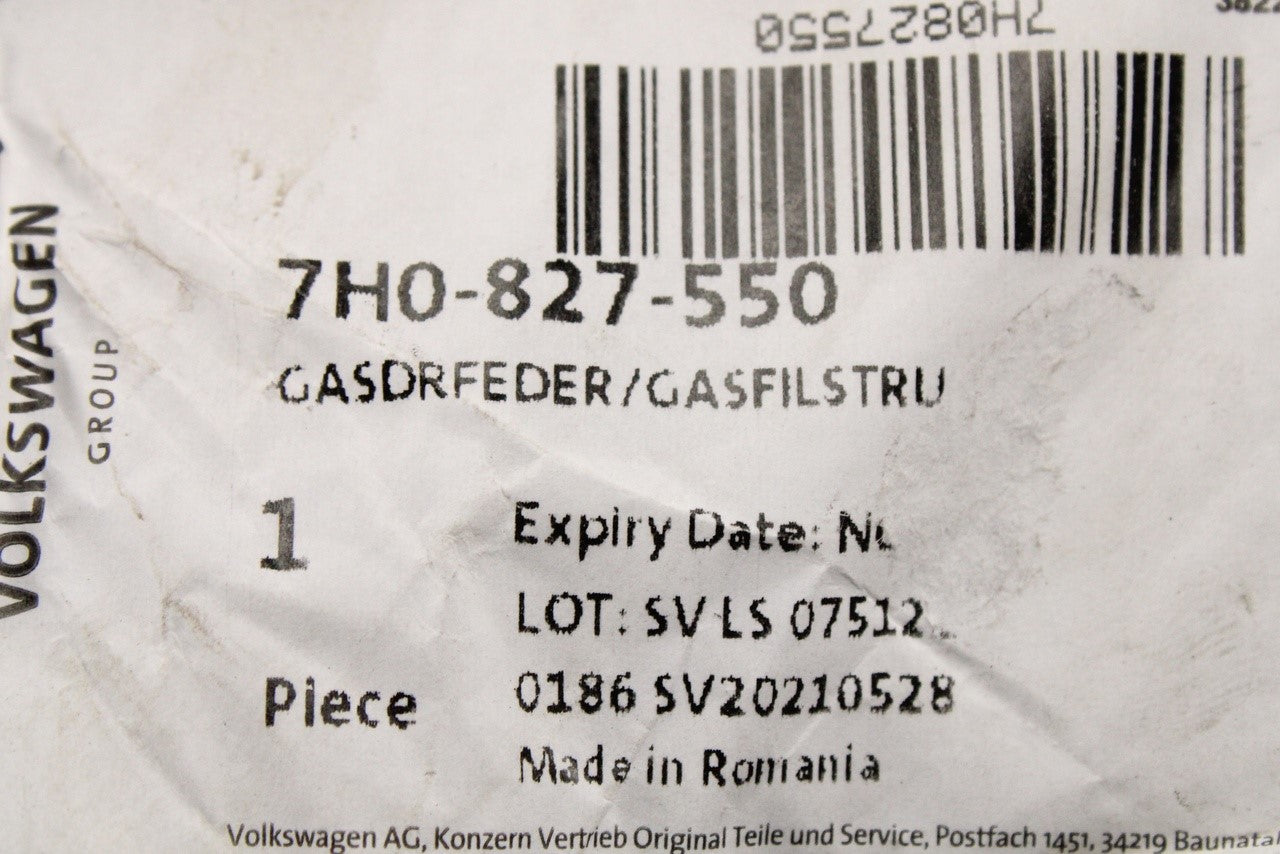 7H0827550
7H0-827-550
GASDRFEDER/GASFILSTRU
1
Piece
Expiry Date:
LOT: SV LS 07512
0186 SV20210528
Made in Romania
VOLKSWAGEN
GROUP
Volkswagen AG, Konzern Vertrieb Original Teile und Service, Postfach 1451, 34219 Baunatal